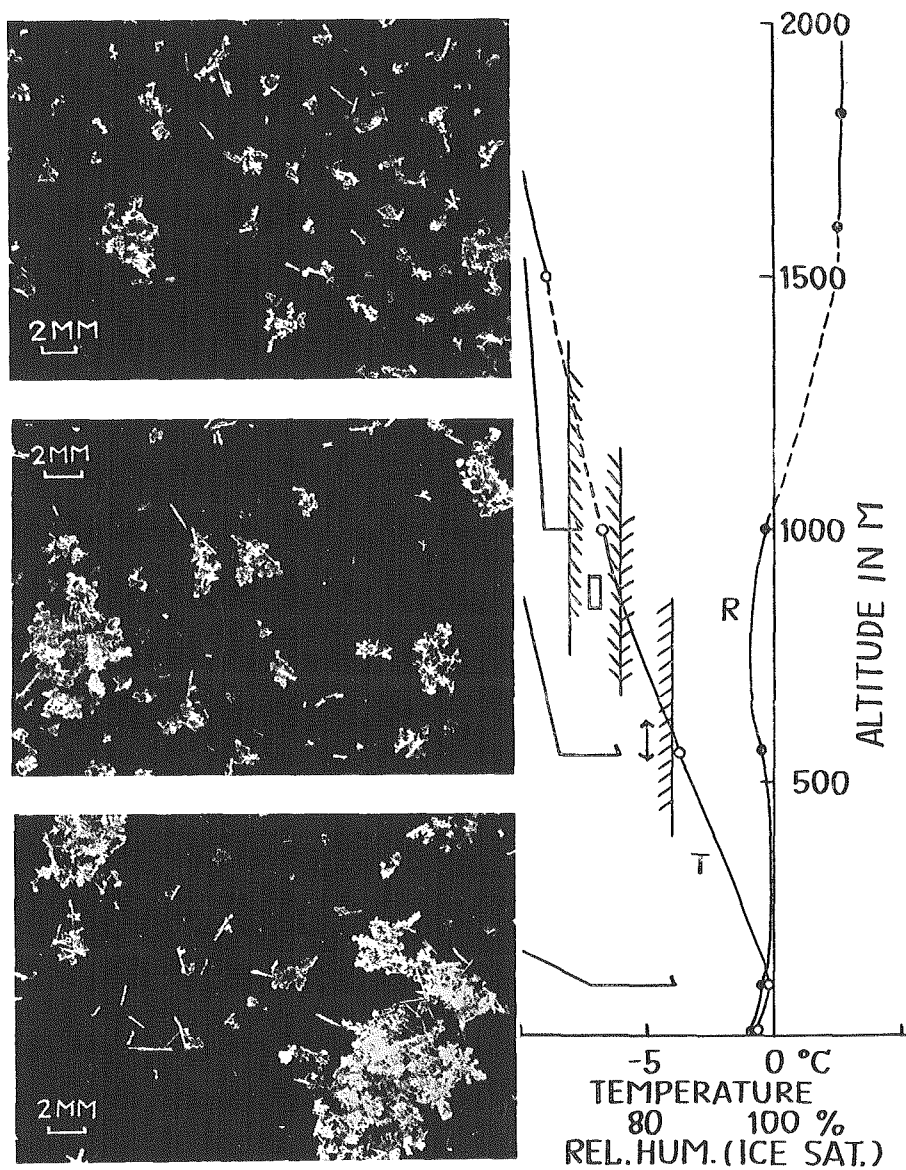 2MM
2MM
2MM
2000
1500
1000
500
ALTITUDE IN M
R
T
-5 0 °C
TEMPERATURE
80 100 %
REL.HUM.(ICE SAT.)